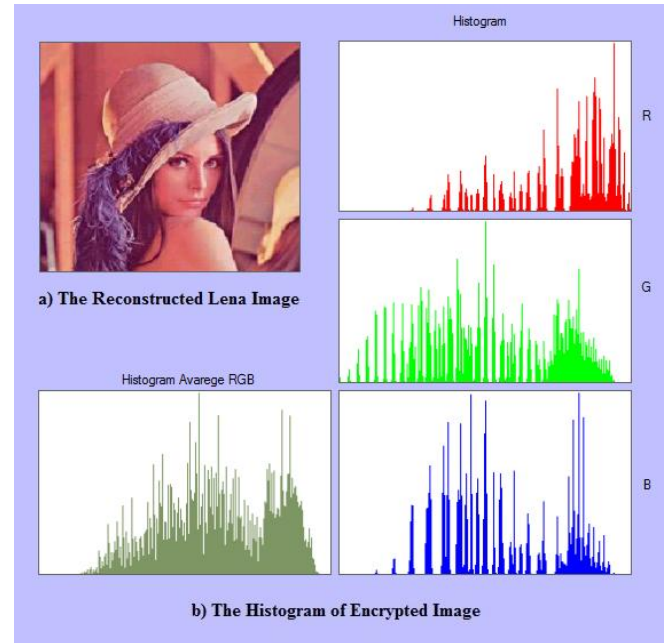 Histogram
R
a) The Reconstructed Lena Image
G
Histogram Avarege RGB
B
b) The Histogram of Encrypted Image